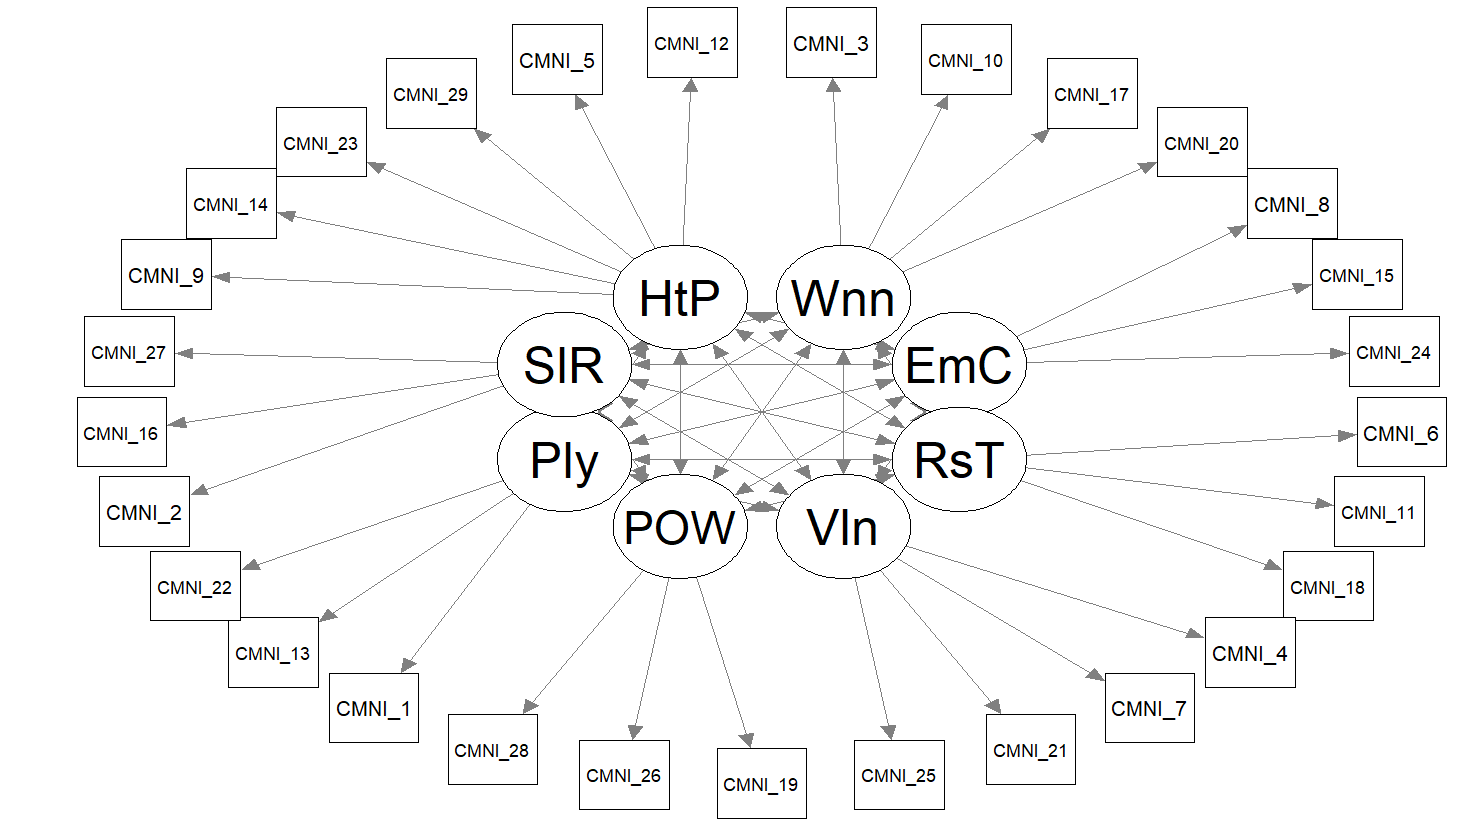 CMNI_12
CMNI_3
CMNI_5
CMNI_10
CMNI_29
CMNI_17
CMNI_23
CMNI_20
CMNI_14
CMNI_8
CMNI_9
CMNI_15
HtP
Wnn
CMNI_27
CMNI_24
SlR
EmC
CMNI_16
CMNI_6
Ply
RsT
CMNI_2
CMNI_11
POW
Vln
CMNI_22
CMNI_18
CMNI_13
CMNI_4
CMNI_1
CMNI_7
CMNI_28
CMNI_21
CMNI_26
CMNI_25
CMNI_19